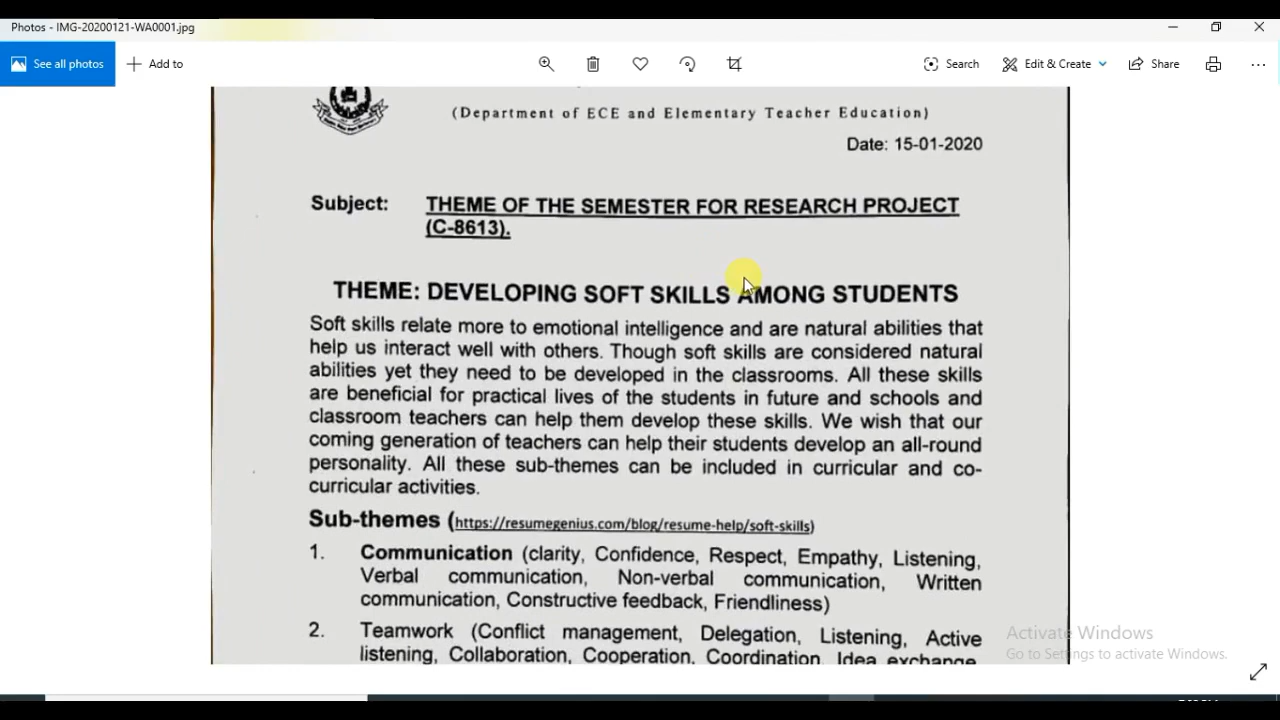 Photos - IMG-20200121-WA0001.jpg
See all photos
Add to
Search
Edit & Create
Share
(Department of ECE and Elementary Teacher Education)
Date: 15-01-2020
Subject: THEME OF THE SEMESTER FOR RESEARCH PROJECT
(C-8613).
THEME: DEVELOPING SOFT SKILLS AMONG STUDENTS
Soft skills relate more to emotional intelligence and are natural abilities that
help us interact well with others. Though soft skills are considered natural
abilities yet they need to be developed in the classrooms. All these skills
are beneficial for practical lives of the students in future and schools and
classroom teachers can help them develop these skills. We wish that our
coming generation of teachers can help their students develop an all-round
personality. All these sub-themes can be included in curricular and co-
curricular activities.
Sub-themes (https://resumegenius.com/blog/resume-help/soft-skills)
1. Communication (clarity, Confidence, Respect, Empathy, Listening,
Verbal communication, Non-verbal communication, Written
communication, Constructive feedback, Friendliness)
2. Teamwork (Conflict management, Delegation, Listening, Active
listening, Collaboration, Cooperation, Coordination, Idea exchange,
Activate Windows
Go to Settings to activate Windows.